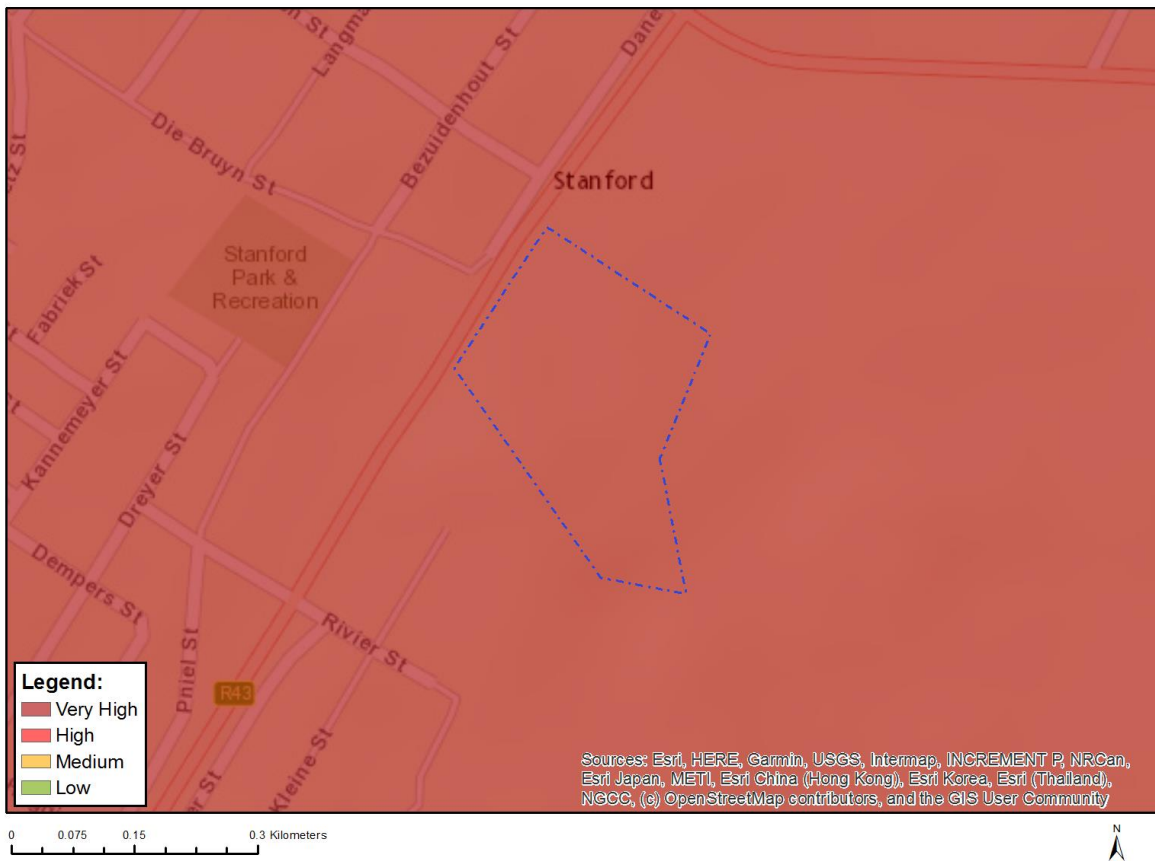 Langma
Dane
Bezuidenhout St
Die Bruyn St
Stanford
Stanford
Park &
Recreation
Fabriek St
Kannemeyer St
Dreyer St
Dempers St
Rivier St
Pniel St
R43
Kleine St
Legend:
Very High
High
Medium
Low
Sources: Esri, HERE, Garmin, USGS, Intermap, INCREMENT P, NRCan,
Esri Japan, METI, Esri China (Hong Kong), Esri Korea, Esri (Thailand),
NGCC, (c) OpenStreetMap contributors, and the GIS User Community
0 0.075 0.15 0.3 Kilometers
N